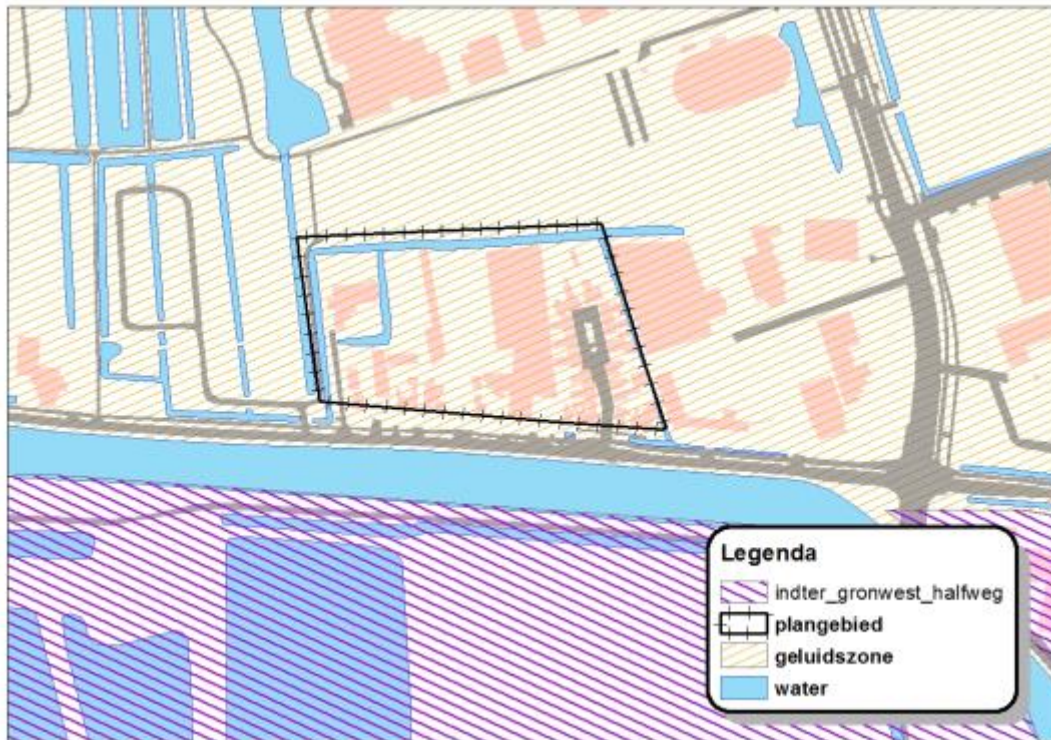 Legenda
indter_gronwest_halfweg
plangebied
geluidszone
water